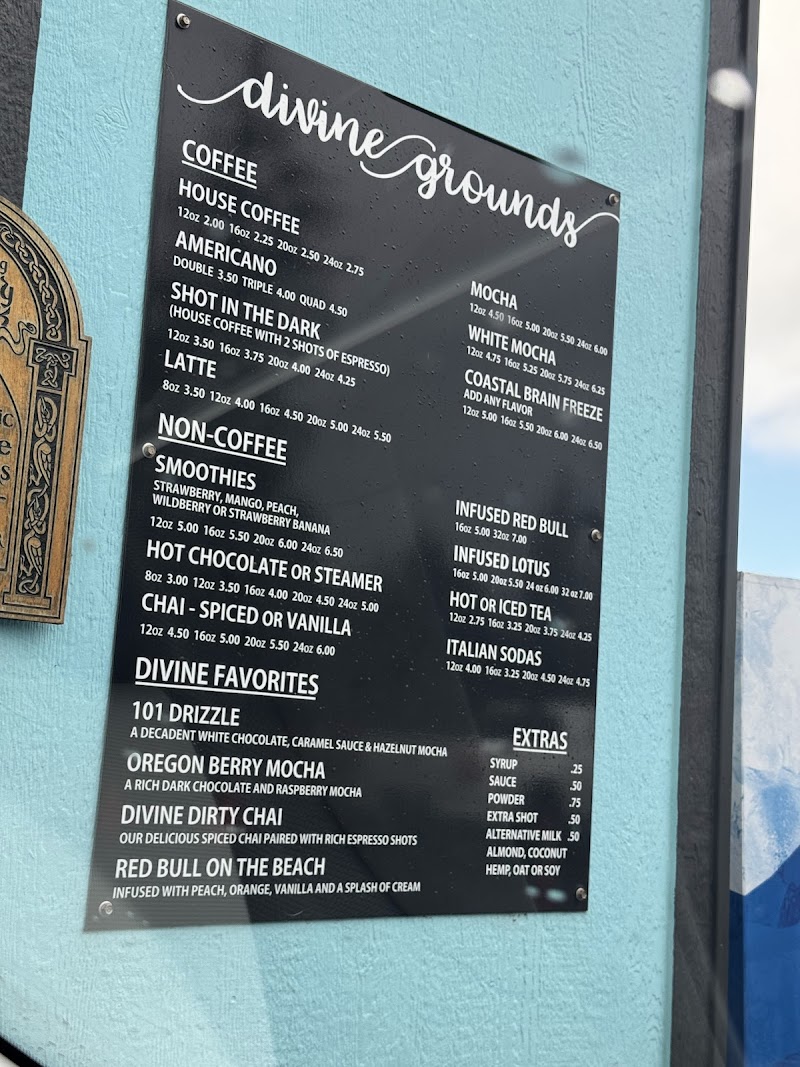 divine grounds
COFFEE
HOUSE COFFEE
12oz 2.00 16oz 2.25 20oz 2.50 24oz 2.75
AMERICANO
DOUBLE 3.50 TRIPLE 4.00 QUAD 4.50
SHOT IN THE DARK
(HOUSE COFFEE WITH 2 SHOTS OF ESPRESSO)
12oz 3.50 16oz 3.75 20oz 4.00 24oz 4.25
LATTE
8oz 3.50 12oz 4.00 16oz 4.50 20oz 5.00 24oz 5.50
MOCHA
12oz 4.50 16oz 5.00 20oz 5.50 24oz 6.00
WHITE MOCHA
12oz 4.75 16oz 5.25 20oz 5.75 24oz 6.25
COASTAL BRAIN FREEZE
ADD ANY FLAVOR
12oz 5.00 16oz 5.50 20oz 6.00 24oz 6.50
NON-COFFEE
SMOOTHIES
STRAWBERRY, MANGO, PEACH,
WILDBERRY OR STRAWBERRY BANANA
12oz 5.00 16oz 5.50 20oz 6.00 24oz 6.50
HOT CHOCOLATE OR STEAMER
8oz 3.00 12oz 3.50 16oz 4.00 20oz 4.50 24oz 5.00
CHAI - SPICED OR VANILLA
12oz 4.50 16oz 5.00 20oz 5.50 24oz 6.00
INFUSED RED BULL
16oz 5.00 32oz 7.00
INFUSED LOTUS
16oz 5.00 20oz 5.50 24 oz 6.00 32 oz 7.00
HOT OR ICED TEA
12oz 2.75 16oz 3.25 20oz 3.75 24oz 4.25
ITALIAN SODAS
12oz 4.00 16oz 3.25 20oz 4.50 24oz 4.75
DIVINE FAVORITES
101 DRIZZLE
A DECADENT WHITE CHOCOLATE, CARAMEL SAUCE & HAZELNUT MOCHA
OREGON BERRY MOCHA
A RICH DARK CHOCOLATE AND RASPBERRY MOCHA
DIVINE DIRTY CHAI
OUR DELICIOUS SPICED CHAI PAIRED WITH RICH ESPRESSO SHOTS
RED BULL ON THE BEACH
INFUSED WITH PEACH, ORANGE, VANILLA AND A SPLASH OF CREAM
EXTRAS
SYRUP .25
SAUCE .50
POWDER .75
EXTRA SHOT .50
ALTERNATIVE MILK .50
ALMOND, COCONUT
HEMP, OAT OR SOY